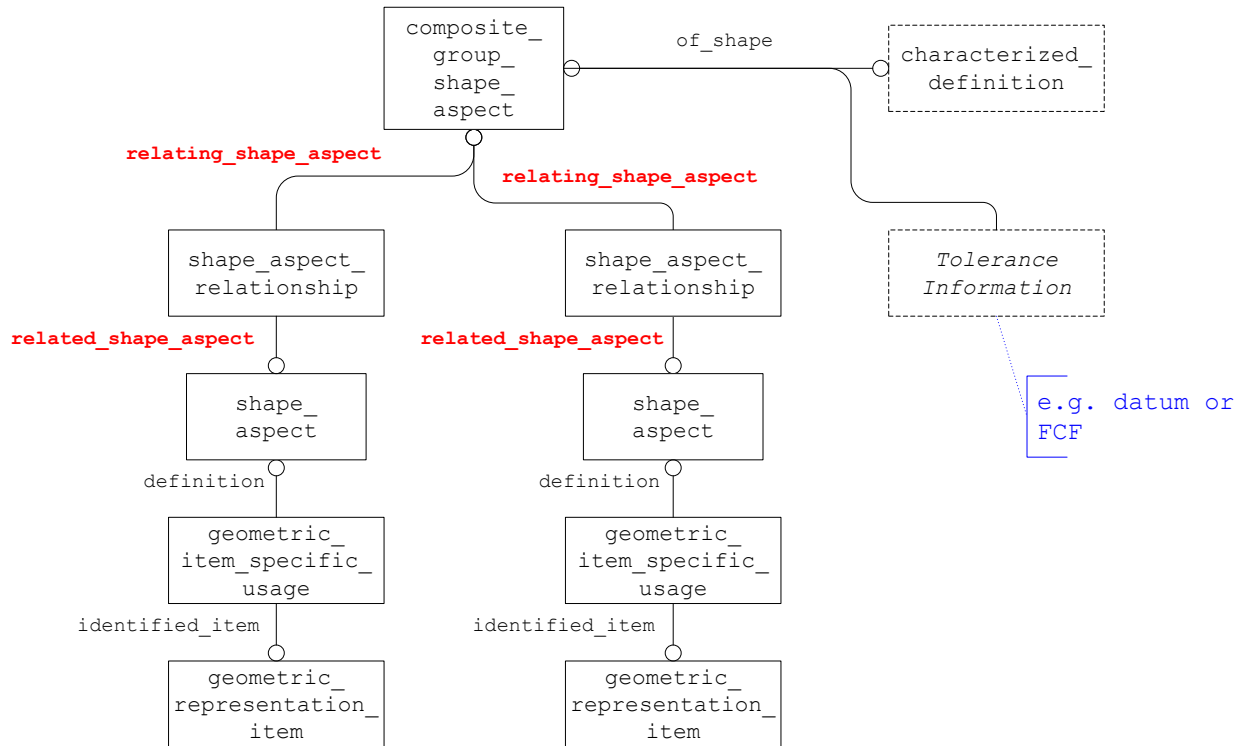 composite_
group_
shape_
aspect
of_shape
characterized_
definition
relating_shape_aspect
relating_shape_aspect
shape_aspect_
relationship
shape_aspect_
relationship
Tolerance
Information
related_shape_aspect
related_shape_aspect
shape_
aspect
shape_
aspect
e.g. datum or
FCF
definition
definition
geometric_
item_specific_
usage
geometric_
item_specific_
usage
identified_item
identified_item
geometric_
representation_
item
geometric_
representation_
item